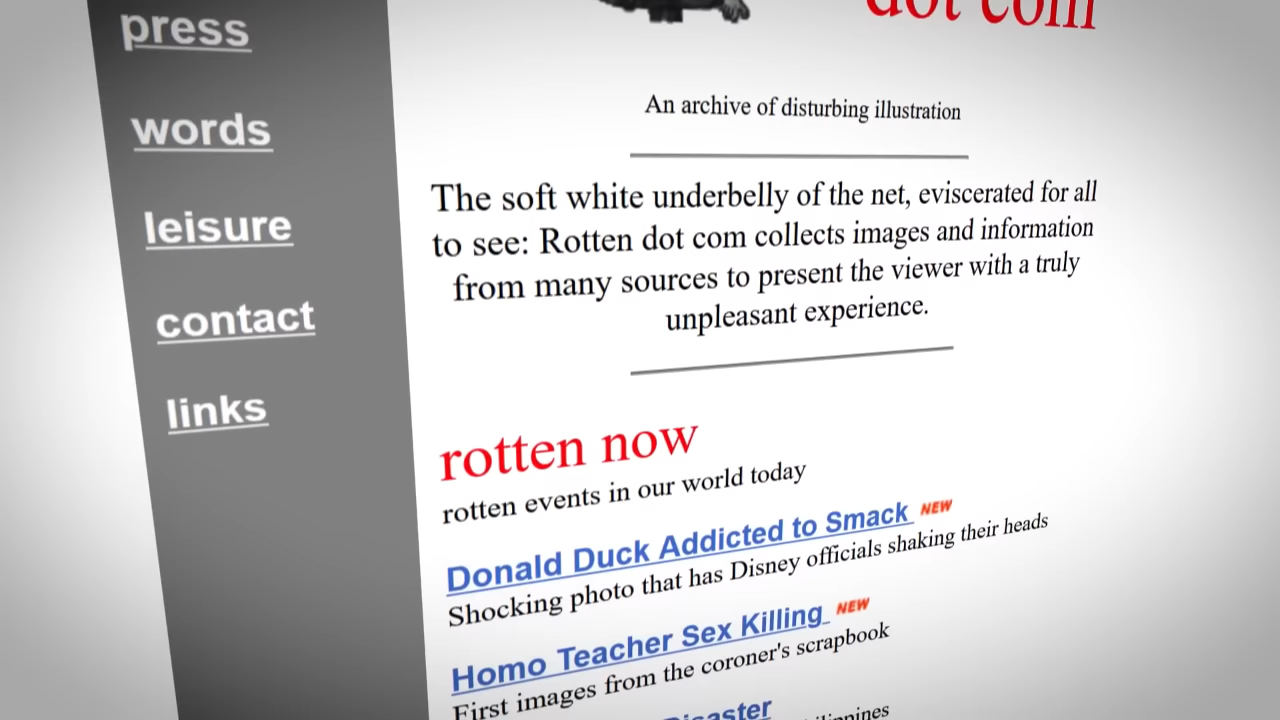 press
words
leisure
contact
links
dot com
An archive of disturbing illustration
The soft white underbelly of the net, eviscerated for all
to see: Rotten dot com collects images and information
from many sources to present the viewer with a truly
unpleasant experience.
rotten now
rotten events in our world today
Donald Duck Addicted to Smack NEW
Shocking photo that has Disney officials shaking their heads
Homo Teacher Sex Killing NEW
First images from the coroner's scrapbook
Disaster